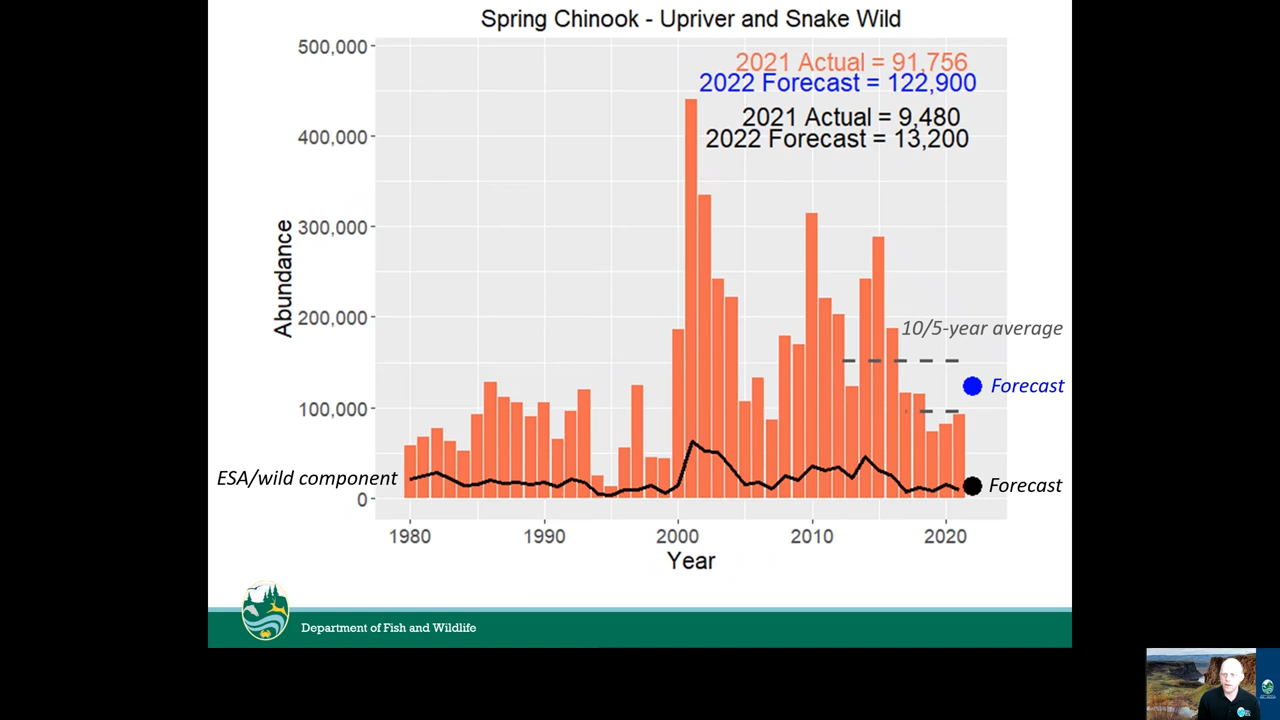 Spring Chinook - Upriver and Snake Wild
500,000
400,000
300,000
200,000
100,000
0
Abundance
2021 Actual = 91,756
2022 Forecast = 122,900
2021 Actual = 9,480
2022 Forecast = 13,200
10/5-year average
Forecast
ESA/wild component
Forecast
1980
1990
2000
2010
2020
Year
Department of Fish and Wildlife